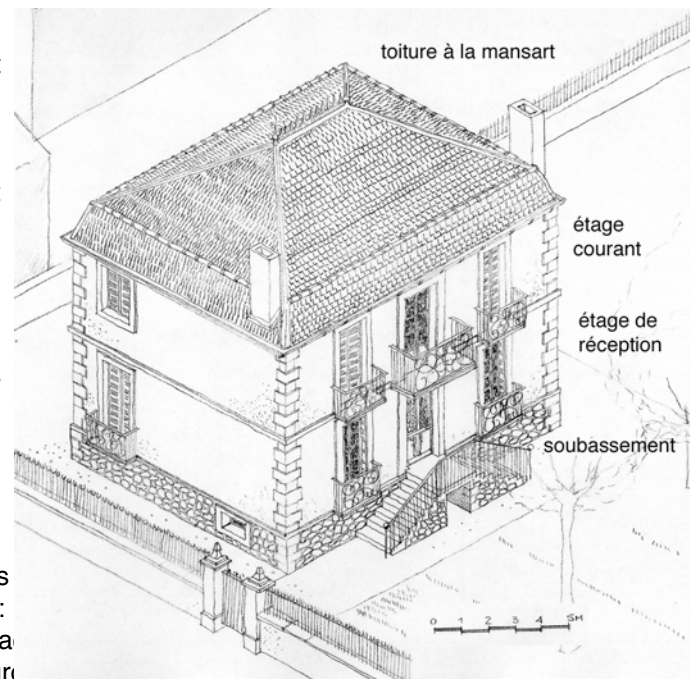 toiture à la mansart
étage
courant
étage de
réception
soubassement
0 1 2 3 4 5M